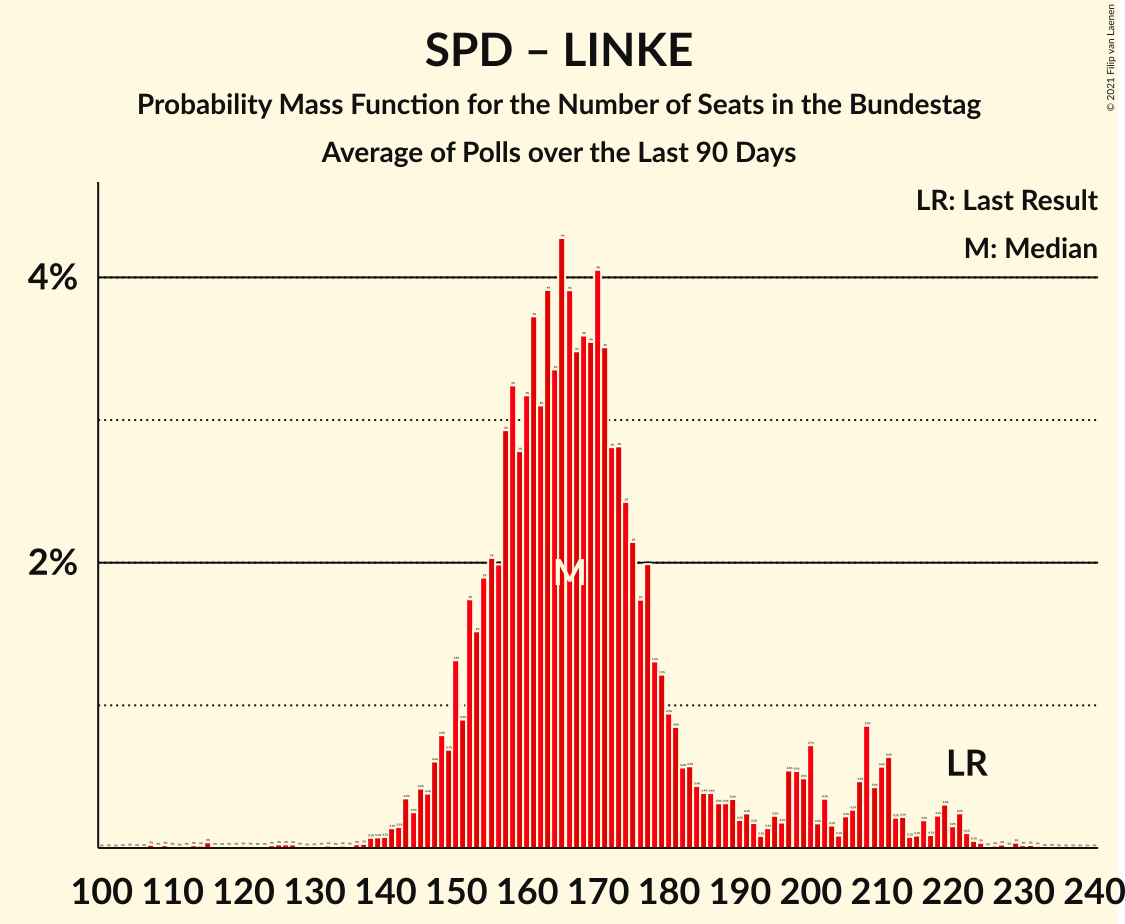 SPD – LINKE
Probability Mass Function for the Number of Seats in the Bundestag
Average of Polls over the Last 90 Days
© 2021 Filip van Laenen
LR: Last Result
M: Median
4%
2%
M
LR
100 110 120 130 140 150 160 170 180 190 200 210 220 230 240